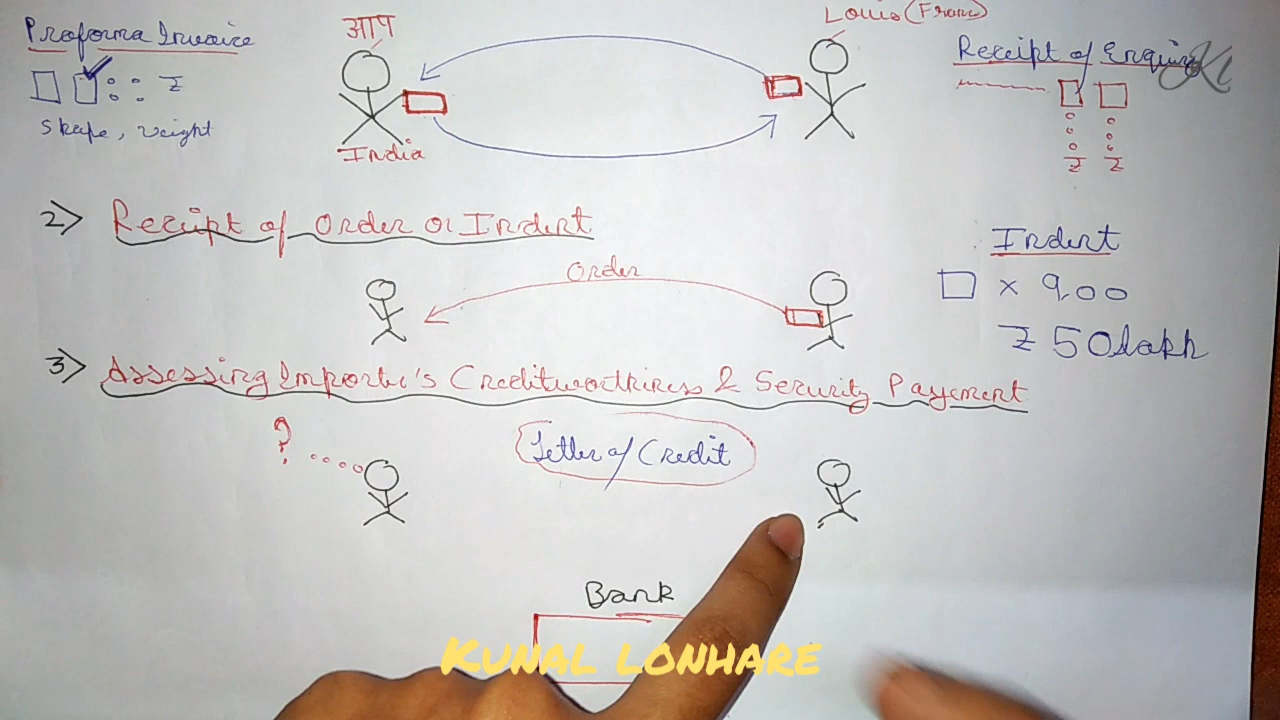 Proforma Invoice
shape, weight
आप
India
Louis (Franc)
Receipt of Enquiry
2) Receipt of Order or Indent
Order
Indent
□ × 900
₹ 50 lakh
3) Assessing Importer's Creditworthiness & Security Payment
?
Letter of Credit
Bank
KUNAL LONHARE